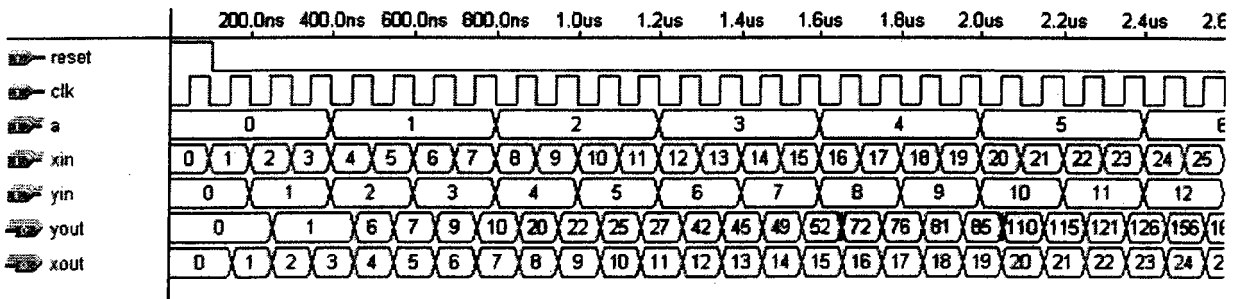 200.0ns 400.0ns 600.0ns 800.0ns 1.0us 1.2us 1.4us 1.6us 1.8us 2.0us 2.2us 2.4us 2.6
reset
clk
a 0 1 2 3 4 5 6
xin 0 1 2 3 4 5 6 7 8 9 10 11 12 13 14 15 16 17 18 19 20 21 22 23 24 25
yin 0 1 2 3 4 5 6 7 8 9 10 11 12
yout 0 1 6 7 9 10 20 22 25 27 42 45 49 52 72 76 81 85 110 115 121 126 156 16
xout 0 1 2 3 4 5 6 7 8 9 10 11 12 13 14 15 16 17 18 19 20 21 22 23 24 2